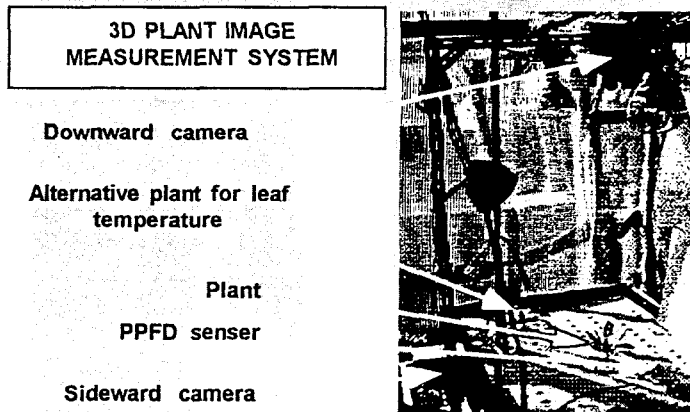 3D PLANT IMAGE
MEASUREMENT SYSTEM
Downward camera
Alternative plant for leaf
temperature
Plant
PPFD senser
Sideward camera